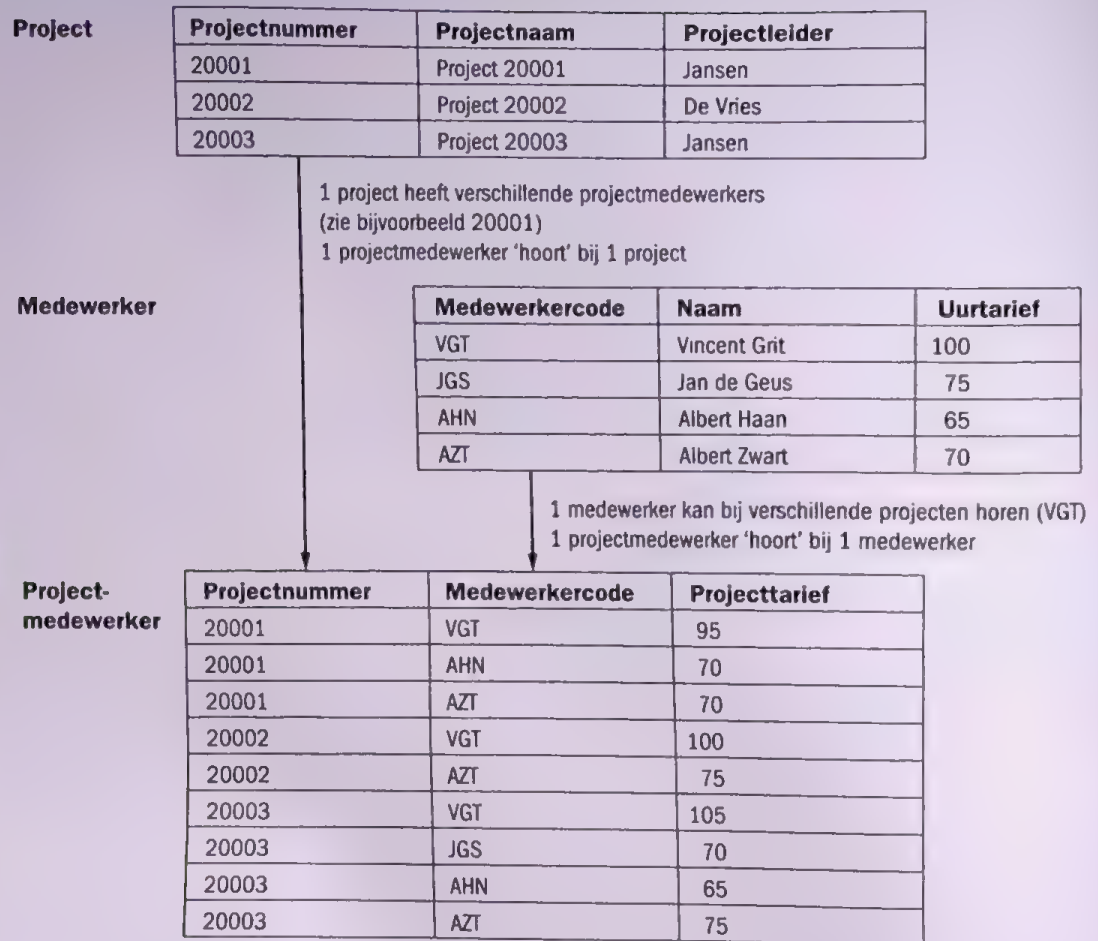 Project
Projectnummer Projectnaam Projectleider
20001 Project 20001 Jansen
20002 Project 20002 De Vries
20003 Project 20003 Jansen
1 project heeft verschillende projectmedewerkers
(zie bijvoorbeeld 20001)
1 projectmedewerker 'hoort' bij 1 project
Medewerker
Medewerkercode Naam Uurtarief
VGT Vincent Grit 100
JGS Jan de Geus 75
AHN Albert Haan 65
AZT Albert Zwart 70
1 medewerker kan bij verschillende projecten horen (VGT)
1 projectmedewerker 'hoort' bij 1 medewerker
Project-
medewerker
Projectnummer Medewerkercode Projecttarief
20001 VGT 95
20001 AHN 70
20001 AZT 70
20002 VGT 100
20002 AZT 75
20003 VGT 105
20003 JGS 70
20003 AHN 65
20003 AZT 75